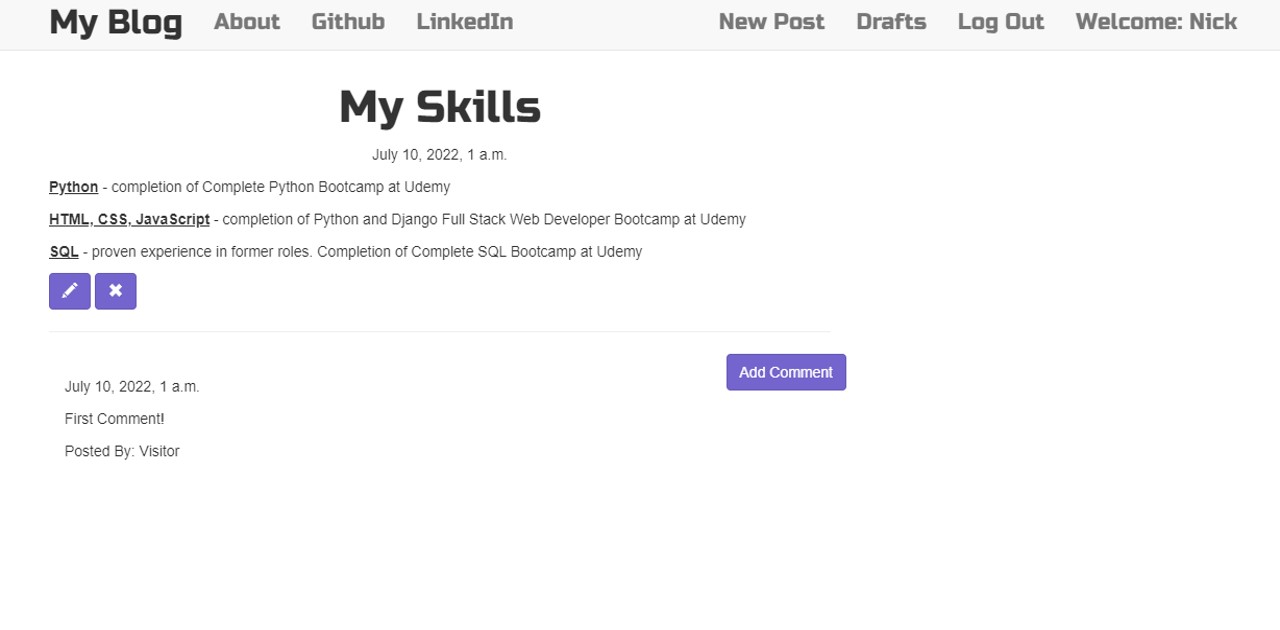 My Blog About Github LinkedIn New Post Drafts Log Out Welcome: Nick
My Skills
July 10, 2022, 1 a.m.
Python - completion of Complete Python Bootcamp at Udemy
HTML, CSS, JavaScript - completion of Python and Django Full Stack Web Developer Bootcamp at Udemy
SQL - proven experience in former roles. Completion of Complete SQL Bootcamp at Udemy
Add Comment
July 10, 2022, 1 a.m.
First Comment!
Posted By: Visitor